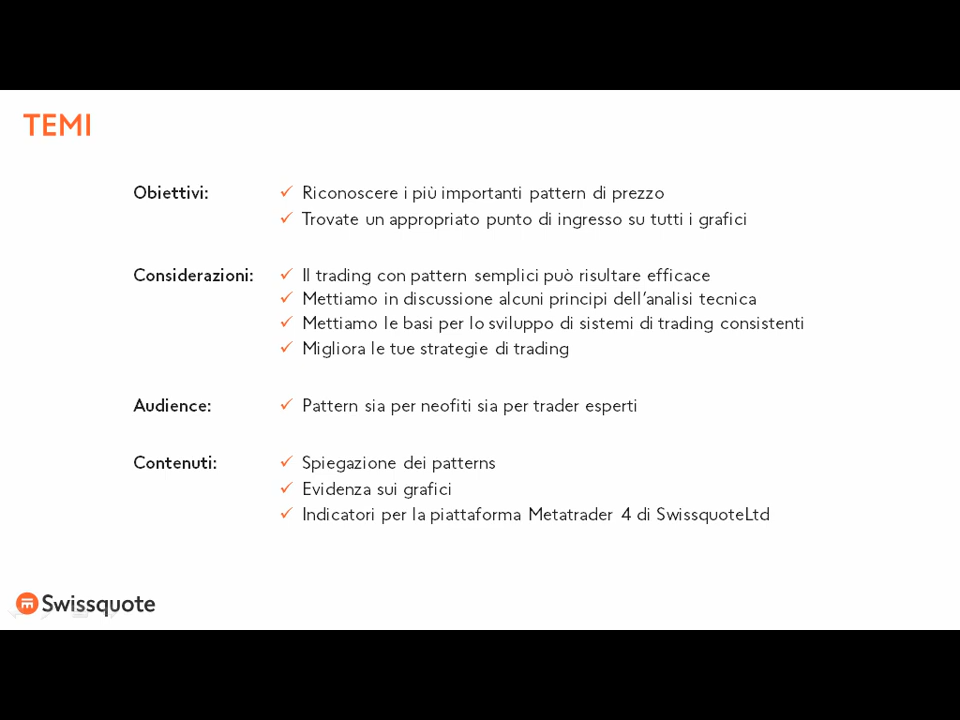 TEMI
Obiettivi: ✓ Riconoscere i più importanti pattern di prezzo
✓ Trovate un appropriato punto di ingresso su tutti i grafici
Considerazioni: ✓ Il trading con pattern semplici può risultare efficace
✓ Mettiamo in discussione alcuni principi dell'analisi tecnica
✓ Mettiamo le basi per lo sviluppo di sistemi di trading consistenti
✓ Migliora le tue strategie di trading
Audience: ✓ Pattern sia per neofiti sia per trader esperti
Contenuti: ✓ Spiegazione dei patterns
✓ Evidenza sui grafici
✓ Indicatori per la piattaforma Metatrader 4 di SwissquoteLtd
Swissquote